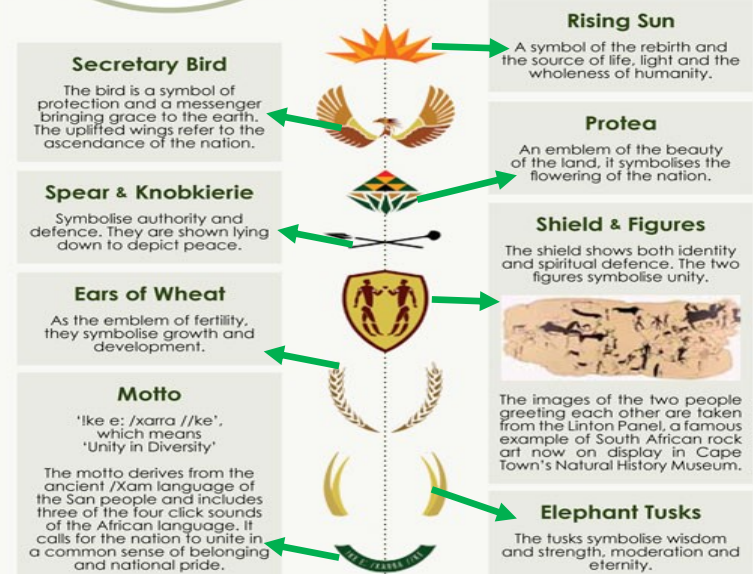 Rising Sun
A symbol of the rebirth and
the source of life, light and the
wholeness of humanity.
Secretary Bird
The bird is a symbol of
protection and a messenger
bringing grace to the earth.
The uplifted wings refer to the
ascendance of the nation.
Protea
An emblem of the beauty
of the land, it symbolises the
flowering of the nation.
Spear & Knobkierie
Symbolise authority and
defence. They are shown lying
down to depict peace.
Shield & Figures
The shield shows both identity
and spiritual defence. The two
figures symbolise unity.
The images of the two people
greeting each other are taken
from the Linton Panel, a famous
example of South African rock
art now on display in Cape
Town's Natural History Museum.
Ears of Wheat
As the emblem of fertility,
they symbolise growth and
development.
Motto
'!ke e: /xarra //ke',
which means
'Unity in Diversity'
The motto derives from the
ancient /Xam language of
the San people and includes
three of the four click sounds
of the African language. It
calls for the nation to unite in
a common sense of belonging
and national pride.
Elephant Tusks
The tusks symbolise wisdom
and strength, moderation and
eternity.
!KE E: /XARRA //KE